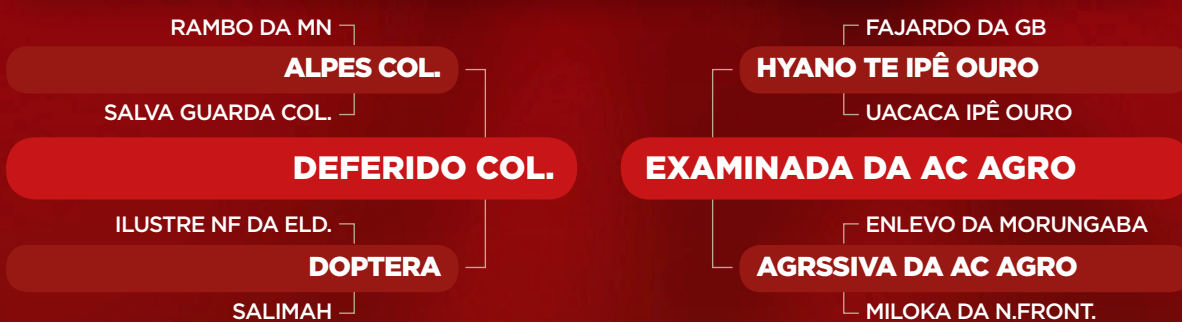 RAMBO DA MN
ALPES COL.
SALVA GUARDA COL.
DEFERIDO COL.
ILUSTRE NF DA ELD.
DOPTERA
SALIMAH
FAJARDO DA GB
HYANO TE IPÊ OURO
UACACA IPÊ OURO
EXAMINADA DA AC AGRO
ENLEVO DA MORUNGABA
AGRSSIVA DA AC AGRO
MILOKA DA N.FRONT.